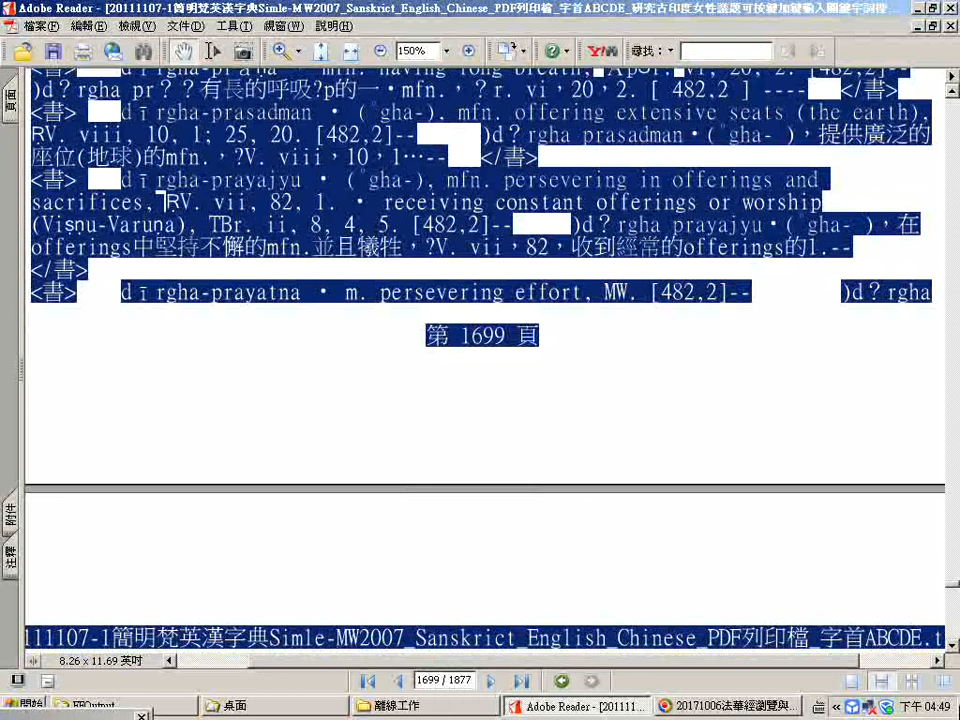 Adobe Reader - [20111107-1簡明梵英漢字典Simle-MW2007_Sanskrict_English_Chinese_PDF列印檔_字首ABCDE_研究古印度女性議題可按鍵加鍵輸入關鍵字詞搜
檔案(F) 編輯(E) 檢視(V) 文件(D) 工具(T) 視窗(W) 說明(H)
150% 尋找:
)d?rgha pr??有長的呼吸?p的一‧mfn.,?r. vi,20,2. [ 482,2 ] ---- </書>
<書> dīrgha-prasadman ‧ (°gha-), mfn. offering extensive seats (the earth),
RV. viii, 10, 1; 25, 20. [482,2]-- )d?rgha prasadman‧(°gha- ),提供廣泛的
座位(地球)的mfn.,?V. viii,10,1…-- </書>
<書> dīrgha-prayajyu ‧ (°gha-), mfn. persevering in offerings and
sacrifices, RV. vii, 82, 1. ‧ receiving constant offerings or worship
(Viṣṇu-Varuṇa), TBr. ii, 8, 4, 5. [482,2]-- )d?rgha prayajyu‧(°gha- ),在
offerings中堅持不懈的mfn.並且犧牲,?V. vii,82,收到經常的offerings的1.--
</書>
<書> dīrgha-prayatna ‧ m. persevering effort, MW. [482,2]-- )d?rgha
第 1699 頁
頁面
附件
注釋
111107-1簡明梵英漢字典Simle-MW2007_Sanskrict_English_Chinese_PDF列印檔_字首ABCDE.t
8.26 x 11.69 英吋
1699 / 1877
開始 FFOutput 桌面 離線工作 Adobe Reader - [201111... 20171006法華經瀏覽與... 下午 04:49